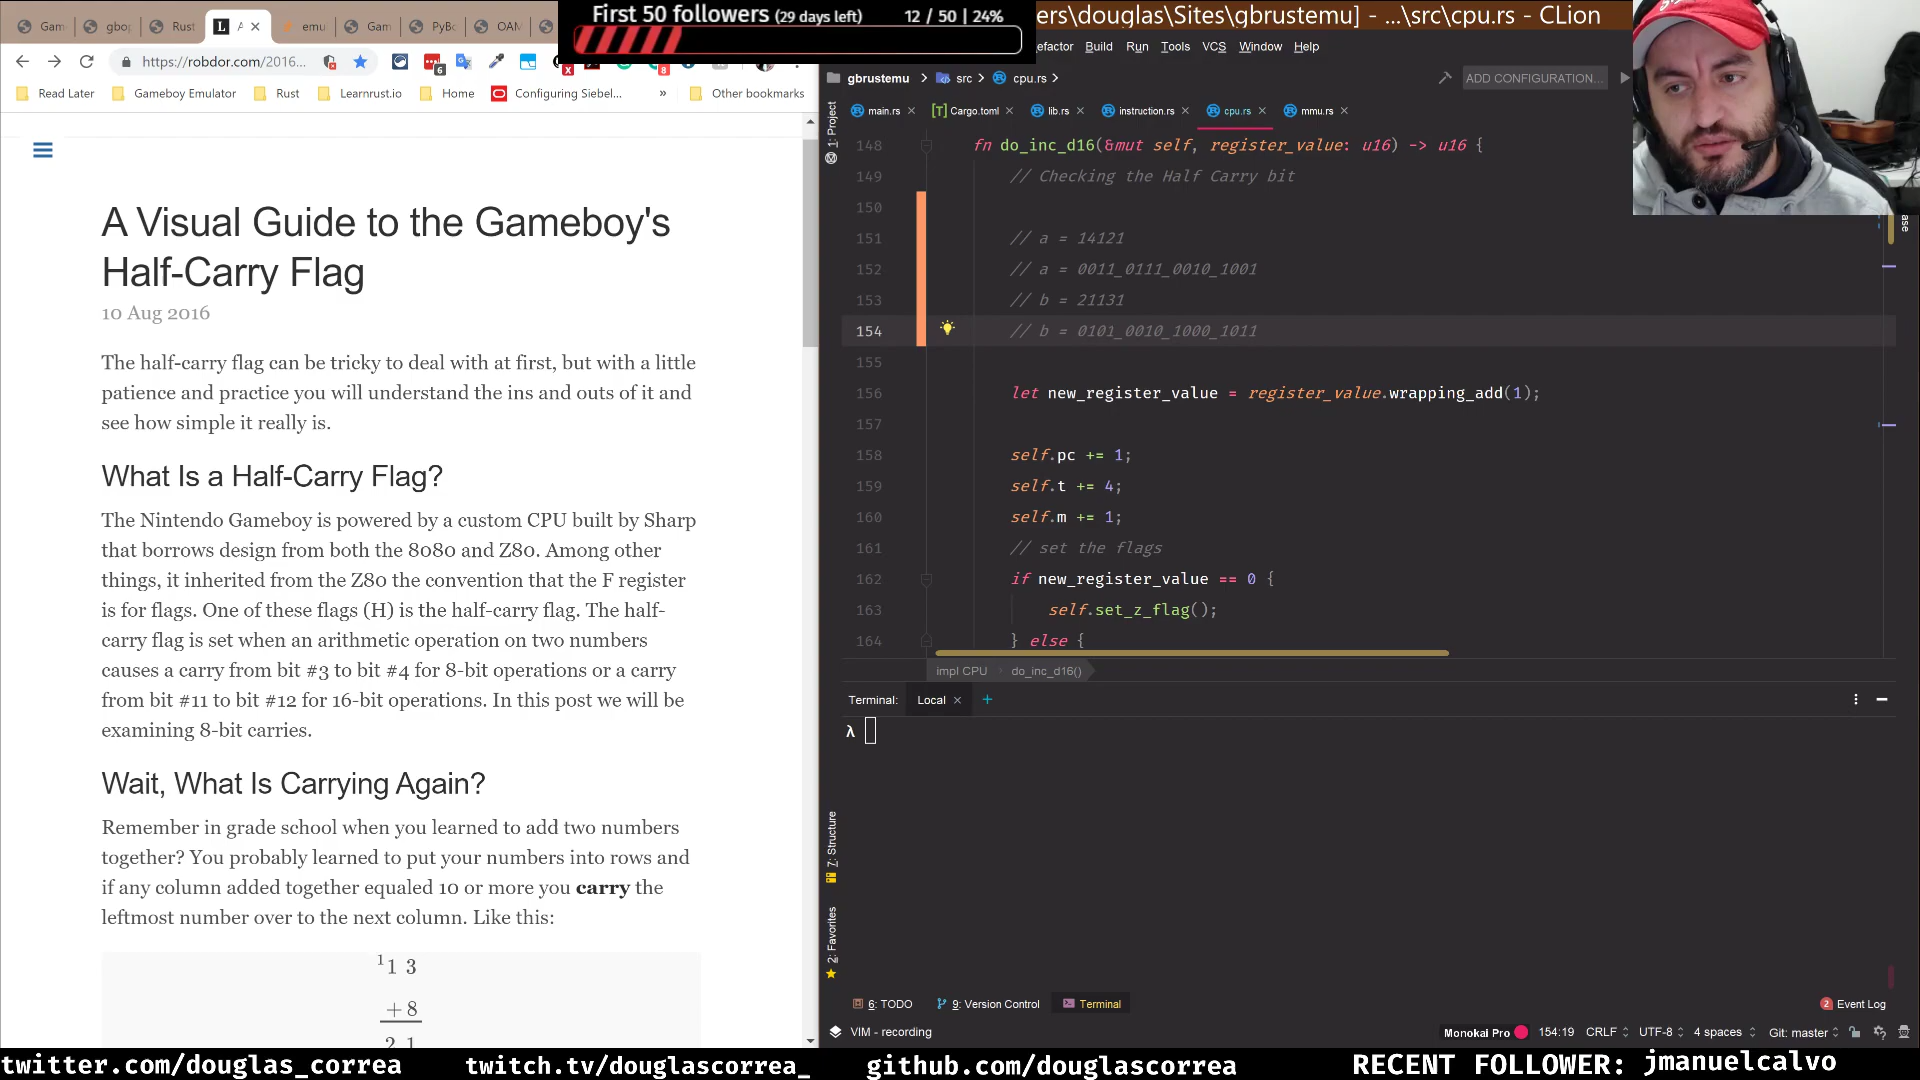 First 50 followers (29 days left) 12 / 50 | 24%
ers\douglas\Sites\gbrustemu] - ...\src\cpu.rs - CLion
Gam
gbo
Rust
L
A
emu
Gam
PyBo
OAM
efactor Build Run Tools VCS Window Help
https://robdor.com/2016...
gbrustemu src cpu.rs
ADD CONFIGURATION...
Read Later Gameboy Emulator Rust Learnrust.io Home Configuring Siebel... » Other bookmarks
main.rs Cargo.toml lib.rs instruction.rs cpu.rs mmu.rs
1: Project
A Visual Guide to the Gameboy's
Half-Carry Flag
10 Aug 2016
The half-carry flag can be tricky to deal with at first, but with a little
patience and practice you will understand the ins and outs of it and
see how simple it really is.
What Is a Half-Carry Flag?
The Nintendo Gameboy is powered by a custom CPU built by Sharp
that borrows design from both the 8080 and Z80. Among other
things, it inherited from the Z80 the convention that the F register
is for flags. One of these flags (H) is the half-carry flag. The half-
carry flag is set when an arithmetic operation on two numbers
causes a carry from bit #3 to bit #4 for 8-bit operations or a carry
from bit #11 to bit #12 for 16-bit operations. In this post we will be
examining 8-bit carries.
Wait, What Is Carrying Again?
Remember in grade school when you learned to add two numbers
together? You probably learned to put your numbers into rows and
if any column added together equaled 10 or more you carry the
leftmost number over to the next column. Like this:
1 1 3
+ 8
2 1
148 fn do_inc_d16(&mut self, register_value: u16) -> u16 {
149 // Checking the Half Carry bit
150
151 // a = 14121
152 // a = 0011_0111_0010_1001
153 // b = 21131
154 // b = 0101_0010_1000_1011
155
156 let new_register_value = register_value.wrapping_add(1);
157
158 self.pc += 1;
159 self.t += 4;
160 self.m += 1;
161 // set the flags
162 if new_register_value == 0 {
163 self.set_z_flag();
164 } else {
impl CPU do_inc_d16()
Terminal: Local +
λ
7: Structure
2: Favorites
6: TODO 9: Version Control Terminal 2 Event Log
VIM - recording Monokai Pro 154:19 CRLF UTF-8 4 spaces Git: master
twitter.com/douglas_correa twitch.tv/douglascorrea_ github.com/douglascorrea RECENT FOLLOWER: jmanuelcalvo